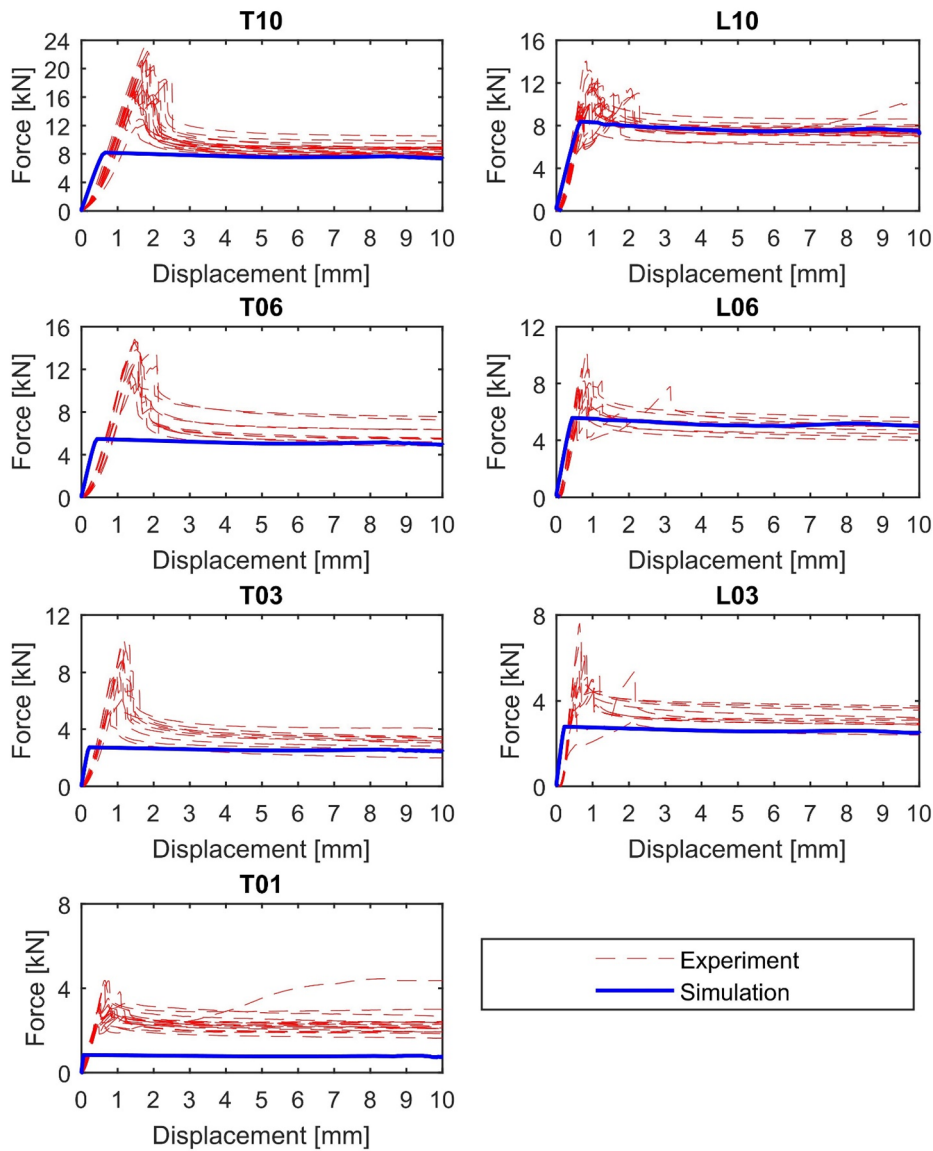 T10
24
20
16
12
8
4
0
Force [kN]
0 1 2 3 4 5 6 7 8 9 10
Displacement [mm]
L10
16
12
8
4
0
Force [kN]
0 1 2 3 4 5 6 7 8 9 10
Displacement [mm]
T06
16
12
8
4
0
Force [kN]
0 1 2 3 4 5 6 7 8 9 10
Displacement [mm]
L06
12
8
4
0
Force [kN]
0 1 2 3 4 5 6 7 8 9 10
Displacement [mm]
T03
12
8
4
0
Force [kN]
0 1 2 3 4 5 6 7 8 9 10
Displacement [mm]
L03
8
4
0
Force [kN]
0 1 2 3 4 5 6 7 8 9 10
Displacement [mm]
T01
8
4
0
Force [kN]
0 1 2 3 4 5 6 7 8 9 10
Displacement [mm]
Experiment
Simulation